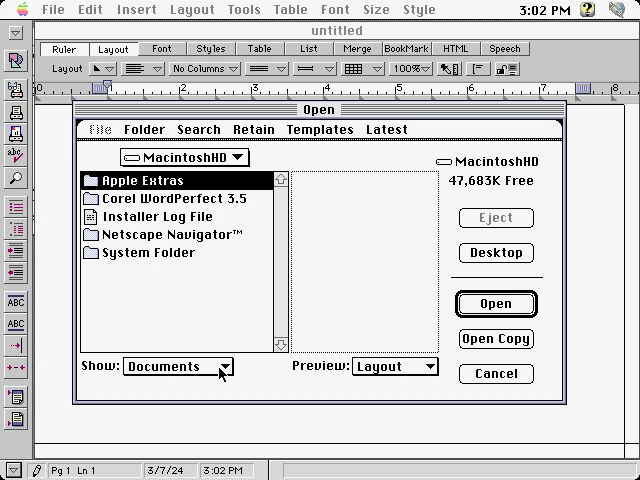 File Edit Insert Layout Tools Table Font Size Style 3:02 PM
untitled
Ruler Layout Font Styles Table List Merge BookMark HTML Speech
Layout No Columns 100%
0 1 2 3 4 5 6 7 8
Open
File Folder Search Retain Templates Latest
MacintoshHD
MacintoshHD
47,683K Free
Apple Extras
Corel WordPerfect 3.5
Installer Log File
Netscape Navigator™
System Folder
Eject
Desktop
Open
Open Copy
Cancel
Show: Documents
Preview: Layout
abc
ABC
ABC
Pg 1 Ln 1 3/7/24 3:02 PM